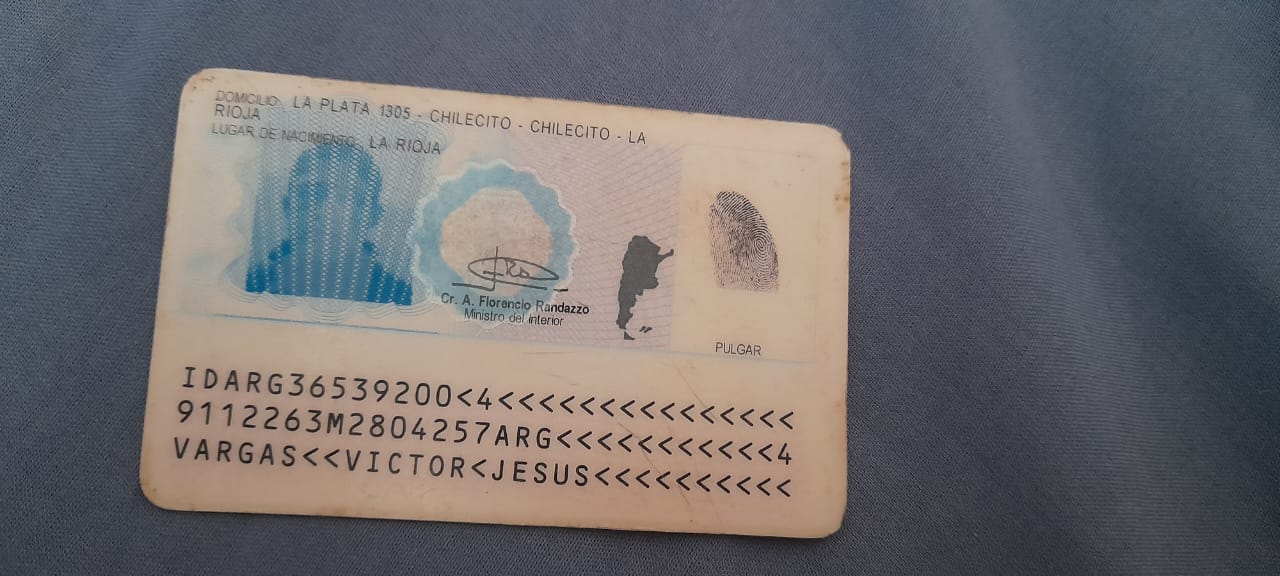 DOMICILIO: LA PLATA 1305 - CHILECITO - CHILECITO - LA
RIOJA
LUGAR DE NACIMIENTO: LA RIOJA
Cr. A. Florencio Randazzo
Ministro del Interior
PULGAR
IDARG36539200<4<<<<<<<<<<<<<<<
9112263M2804257ARG<<<<<<<<<<<4
VARGAS<<VICTOR<JESUS<<<<<<<<<<